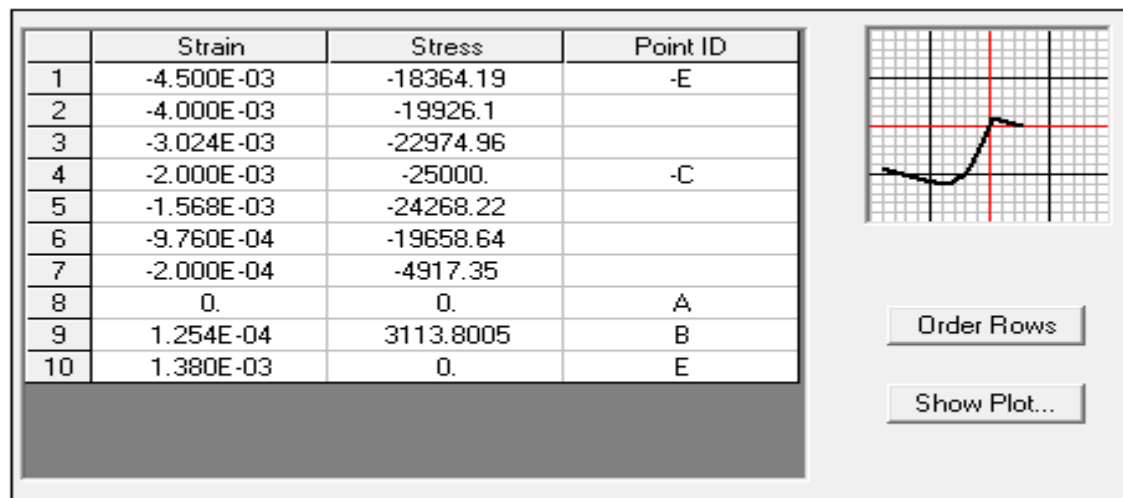 Strain Stress Point ID
1 -4.500E-03 -18364.19 -E
2 -4.000E-03 -19926.1
3 -3.024E-03 -22974.96
4 -2.000E-03 -25000. -C
5 -1.568E-03 -24268.22
6 -9.760E-04 -19658.64
7 -2.000E-04 -4917.35
8 0. 0. A
9 1.254E-04 3113.8005 B
10 1.380E-03 0. E
Order Rows
Show Plot...